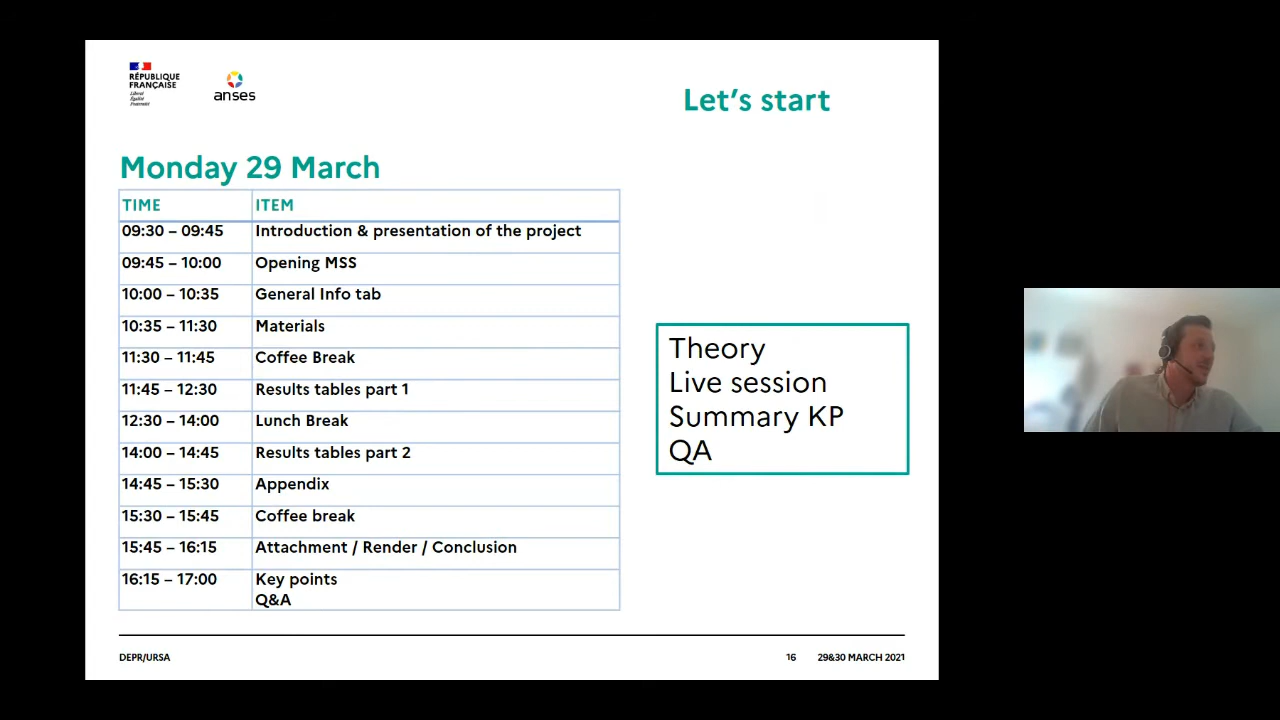 RÉPUBLIQUE
FRANÇAISE
Liberté
Égalité
Fraternité
anses
Let's start
Monday 29 March
TIME ITEM
09:30 – 09:45 Introduction & presentation of the project
09:45 – 10:00 Opening MSS
10:00 – 10:35 General Info tab
10:35 – 11:30 Materials
11:30 – 11:45 Coffee Break
11:45 – 12:30 Results tables part 1
12:30 – 14:00 Lunch Break
14:00 – 14:45 Results tables part 2
14:45 – 15:30 Appendix
15:30 – 15:45 Coffee break
15:45 – 16:15 Attachment / Render / Conclusion
16:15 – 17:00 Key points
Q&A
Theory
Live session
Summary KP
QA
DEPR/URSA 16 29&30 MARCH 2021